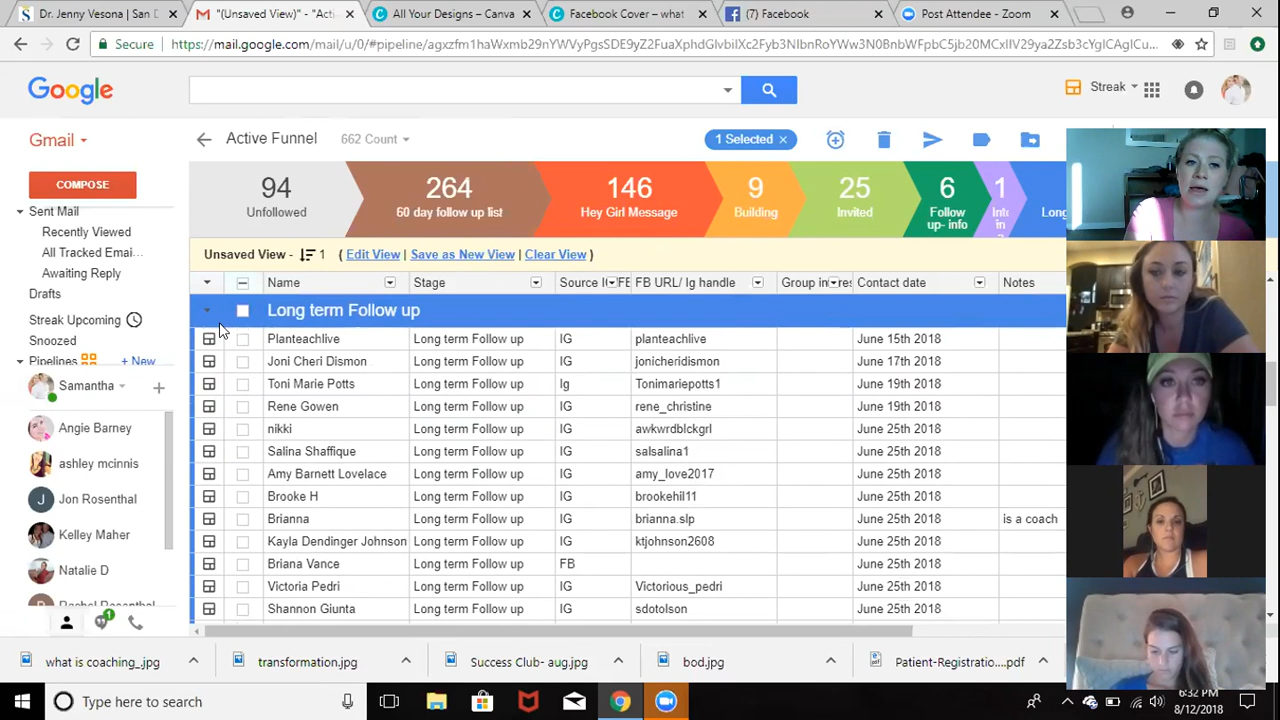 Dr. Jenny Vesona | San D
"(Unsaved View)" - "Acti
All Your Designs – Canva
Facebook Cover – what
(7) Facebook
Post Attendee - Zoom
Secure
https://mail.google.com/mail/u/0/#pipeline/
Google
Streak
Gmail
Active Funnel
662 Count
1 Selected
COMPOSE
Sent Mail
Recently Viewed
All Tracked Emai...
Awaiting Reply
Drafts
Streak Upcoming
Snoozed
Pipelines
+ New
Samantha
Angie Barney
ashley mcinnis
J
Jon Rosenthal
Kelley Maher
N
Natalie D
Rachel Rosenthal
1
94
Unfollowed
264
60 day follow up list
146
Hey Girl Message
9
Building
25
Invited
6
Follow
up- info
1
in
Long
Unsaved View -
1
( Edit View | Save as New View | Clear View )
Name
Stage
FB URL/ Ig handle
Contact date
Notes
Long term Follow up
Planteachlive Long term Follow up IG planteachlive June 15th 2018
Joni Cheri Dismon Long term Follow up IG jonicheridismon June 17th 2018
Toni Marie Potts Long term Follow up Ig Tonimariepotts1 June 19th 2018
Rene Gowen Long term Follow up IG rene_christine June 19th 2018
nikki Long term Follow up IG awkwrdblckgrl June 25th 2018
Salina Shaffique Long term Follow up IG salsalina1 June 25th 2018
Amy Barnett Lovelace Long term Follow up IG amy_love2017 June 25th 2018
Brooke H Long term Follow up IG brookehil11 June 25th 2018
Brianna Long term Follow up IG brianna.slp June 25th 2018 is a coach
Kayla Dendinger Johnson Long term Follow up IG ktjohnson2608 June 25th 2018
Briana Vance Long term Follow up FB June 25th 2018
Victoria Pedri Long term Follow up IG Victorious_pedri June 25th 2018
Shannon Giunta Long term Follow up IG sdotolson June 25th 2018
what is coaching_.jpg
transformation.jpg
Success Club- aug.jpg
bod.jpg
Patient-Registratio....pdf
Type here to search
6:32 PM
8/12/2018